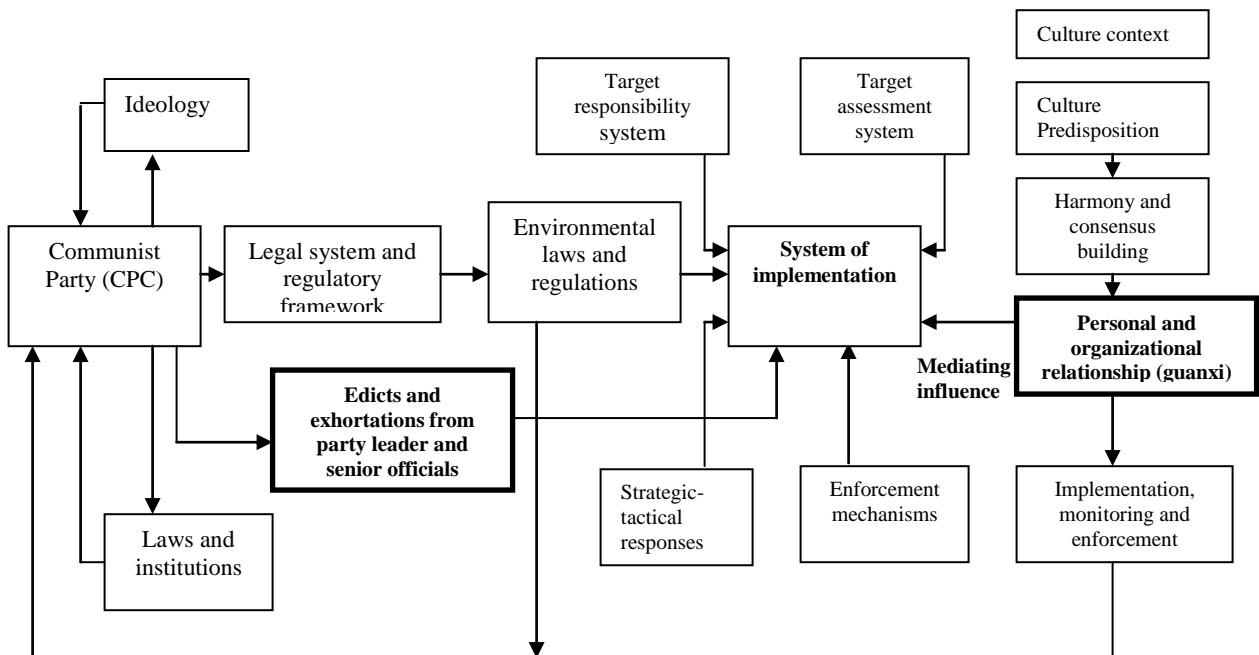 Culture context
Ideology
Target
responsibility
system
Target
assessment
system
Culture
Predisposition
Communist
Party (CPC)
Legal system and
regulatory
framework
Environmental
laws and
regulations
System of
implementation
Harmony and
consensus
building
Personal and
organizational
relationship (guanxi)
Mediating
influence
Edicts and
exhortations from
party leader and
senior officials
Laws and
institutions
Strategic-
tactical
responses
Enforcement
mechanisms
Implementation,
monitoring and
enforcement